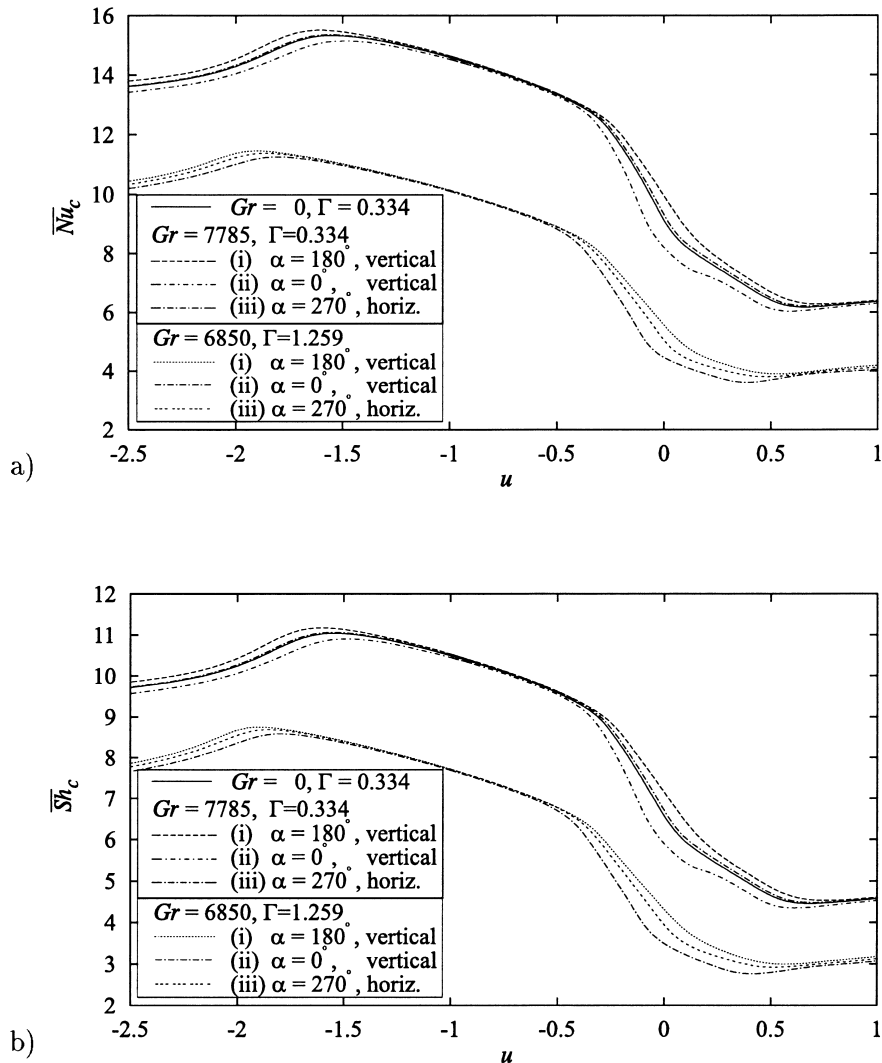 16
14
12
10
8
6
4
2
Nu_c
Gr = 0, Γ = 0.334
Gr = 7785, Γ=0.334
(i) α = 180°, vertical
(ii) α = 0°, vertical
(iii) α = 270°, horiz.
Gr = 6850, Γ=1.259
(i) α = 180°, vertical
(ii) α = 0°, vertical
(iii) α = 270°, horiz.
-2.5 -2 -1.5 -1 -0.5 0 0.5 1
a)
u
12
11
10
9
8
7
6
5
4
3
2
Sh_c
Gr = 0, Γ = 0.334
Gr = 7785, Γ=0.334
(i) α = 180°, vertical
(ii) α = 0°, vertical
(iii) α = 270°, horiz.
Gr = 6850, Γ=1.259
(i) α = 180°, vertical
(ii) α = 0°, vertical
(iii) α = 270°, horiz.
-2.5 -2 -1.5 -1 -0.5 0 0.5 1
b)
u